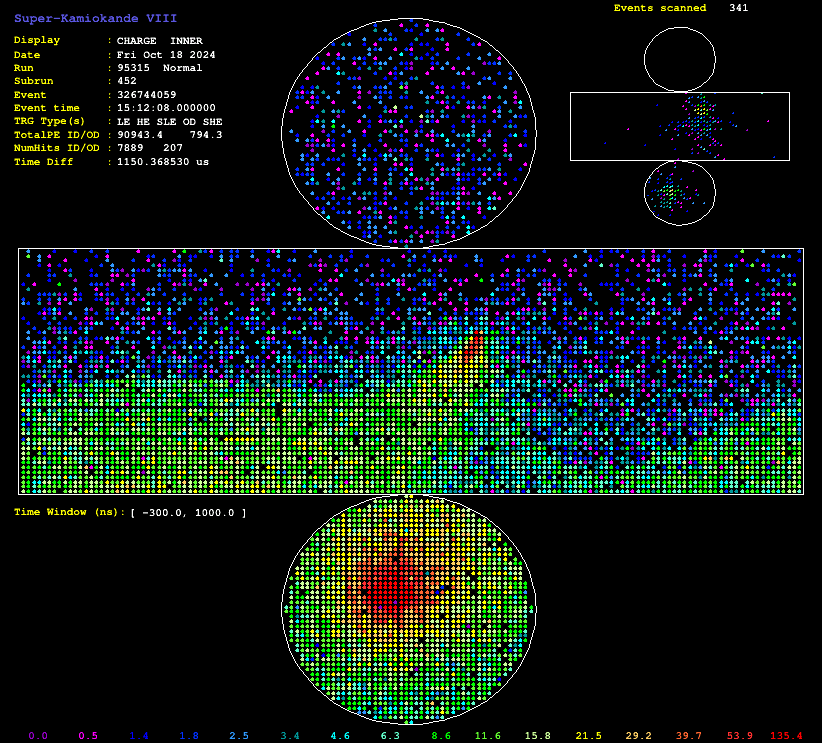 Super-Kamiokande VIII
Events scanned 341
Display : CHARGE INNER
Date : Fri Oct 18 2024
Run : 95315 Normal
Subrun : 452
Event : 326744059
Event time : 15:12:08.000000
TRG Type(s) : LE HE SLE OD SHE
TotalPE ID/OD : 90943.4 794.3
NumHits ID/OD : 7889 207
Time Diff : 1150.368530 us
Time Window (ns): [ -300.0, 1000.0 ]
0.0 0.5 1.4 1.8 2.5 3.4 4.6 6.3 8.6 11.6 15.8 21.5 29.2 39.7 53.9 135.4